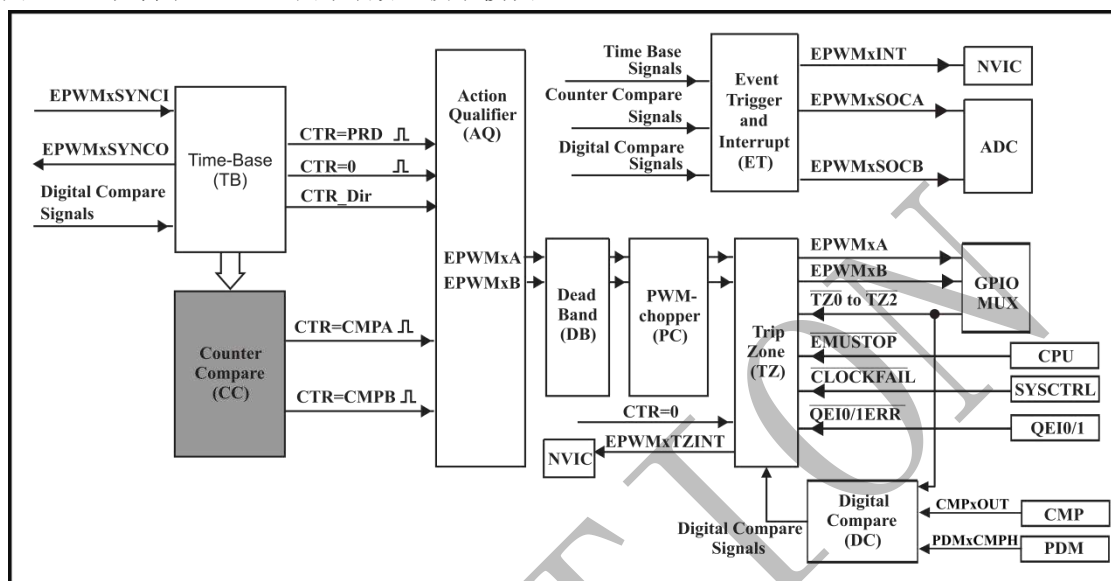 EPWMxSYNCI
EPWMxSYNCO
Digital Compare
Signals
Time-Base
(TB)
CTR=PRD
CTR=0
CTR_Dir
Counter
Compare
(CC)
CTR=CMPA
CTR=CMPB
Action
Qualifier
(AQ)
EPWMxA
EPWMxB
Dead
Band
(DB)
PWM-
chopper
(PC)
Time Base
Signals
Counter Compare
Signals
Digital Compare
Signals
Event
Trigger
and
Interrupt
(ET)
EPWMxINT
EPWMxSOCA
EPWMxSOCB
NVIC
ADC
Trip
Zone
(TZ)
EPWMxA
EPWMxB
TZ0 to TZ2
EMUSTOP
CLOCKFAIL
QEI0/1ERR
GPIO
MUX
CPU
SYSCTRL
QEI0/1
CTR=0
EPWMxTZINT
NVIC
Digital Compare
Signals
Digital
Compare
(DC)
CMPxOUT
PDMxCMPH
CMP
PDM